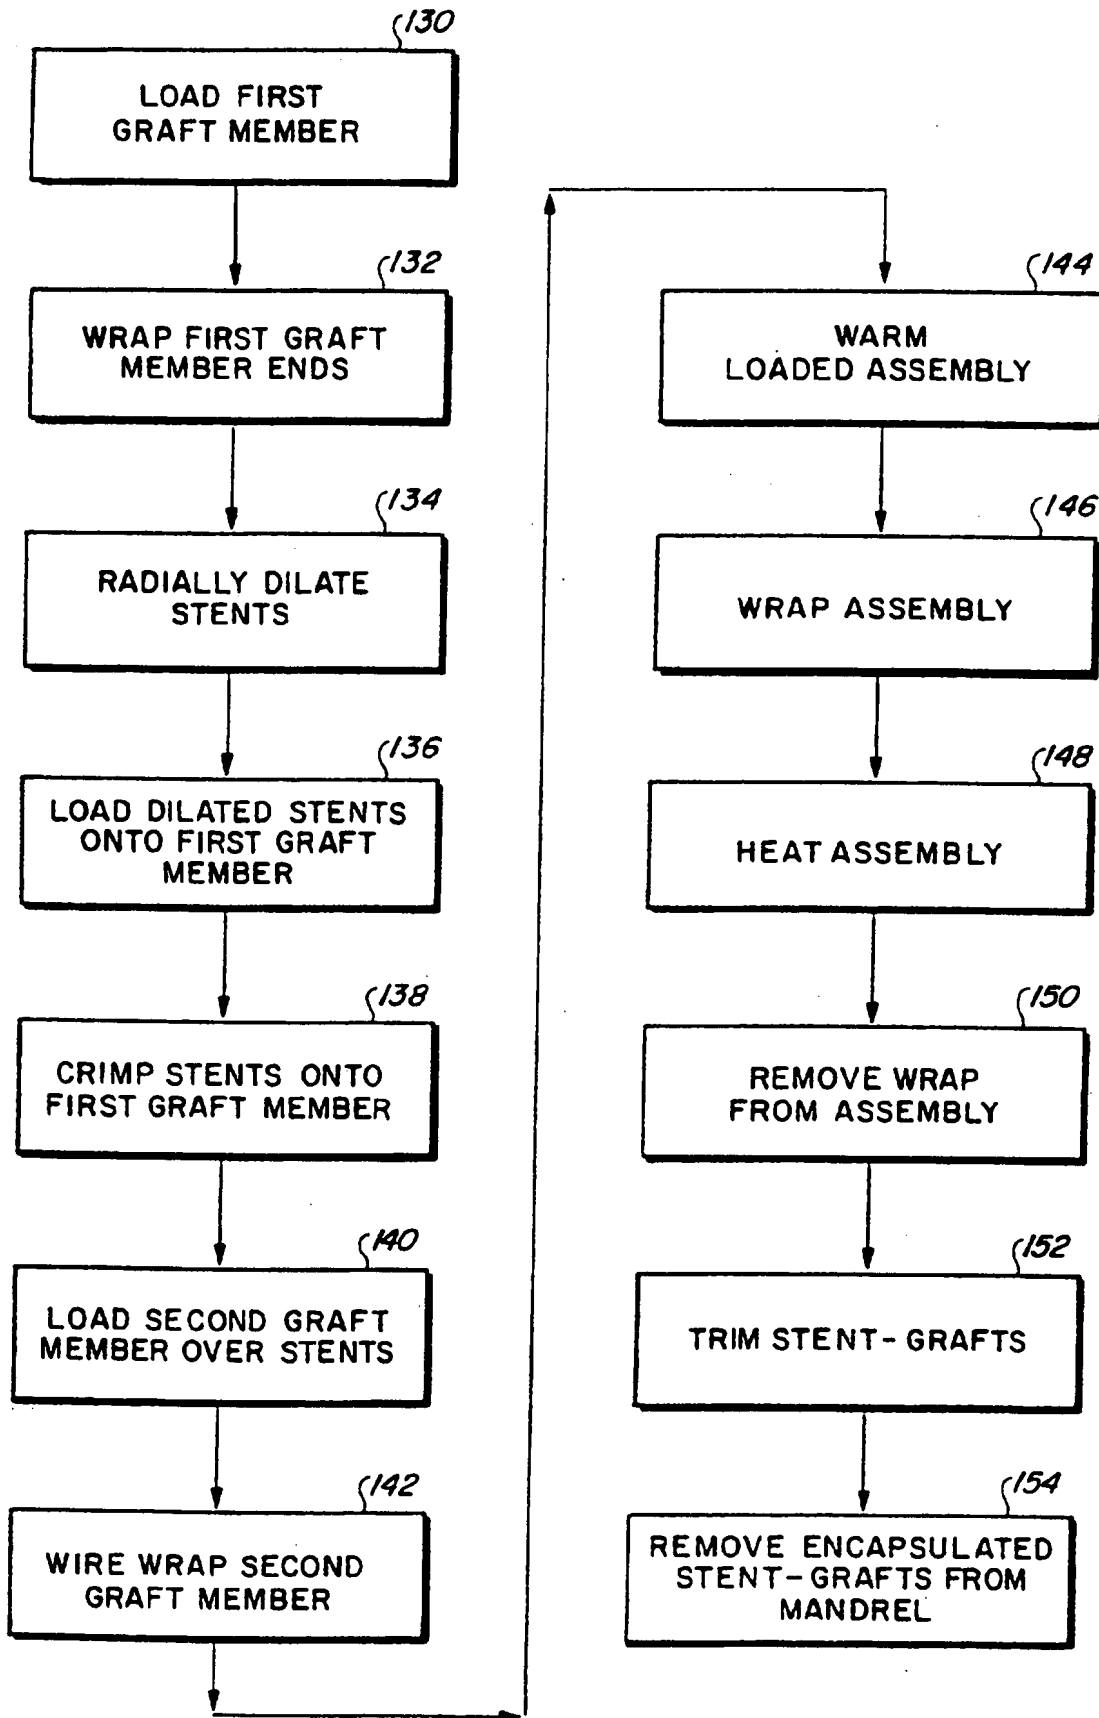 130
LOAD FIRST
GRAFT MEMBER
132
WRAP FIRST GRAFT
MEMBER ENDS
134
RADIALLY DILATE
STENTS
136
LOAD DILATED STENTS
ONTO FIRST GRAFT
MEMBER
138
CRIMP STENTS ONTO
FIRST GRAFT MEMBER
140
LOAD SECOND GRAFT
MEMBER OVER STENTS
142
WIRE WRAP SECOND
GRAFT MEMBER
144
WARM
LOADED ASSEMBLY
146
WRAP ASSEMBLY
148
HEAT ASSEMBLY
150
REMOVE WRAP
FROM ASSEMBLY
152
TRIM STENT-GRAFTS
154
REMOVE ENCAPSULATED
STENT-GRAFTS FROM
MANDREL